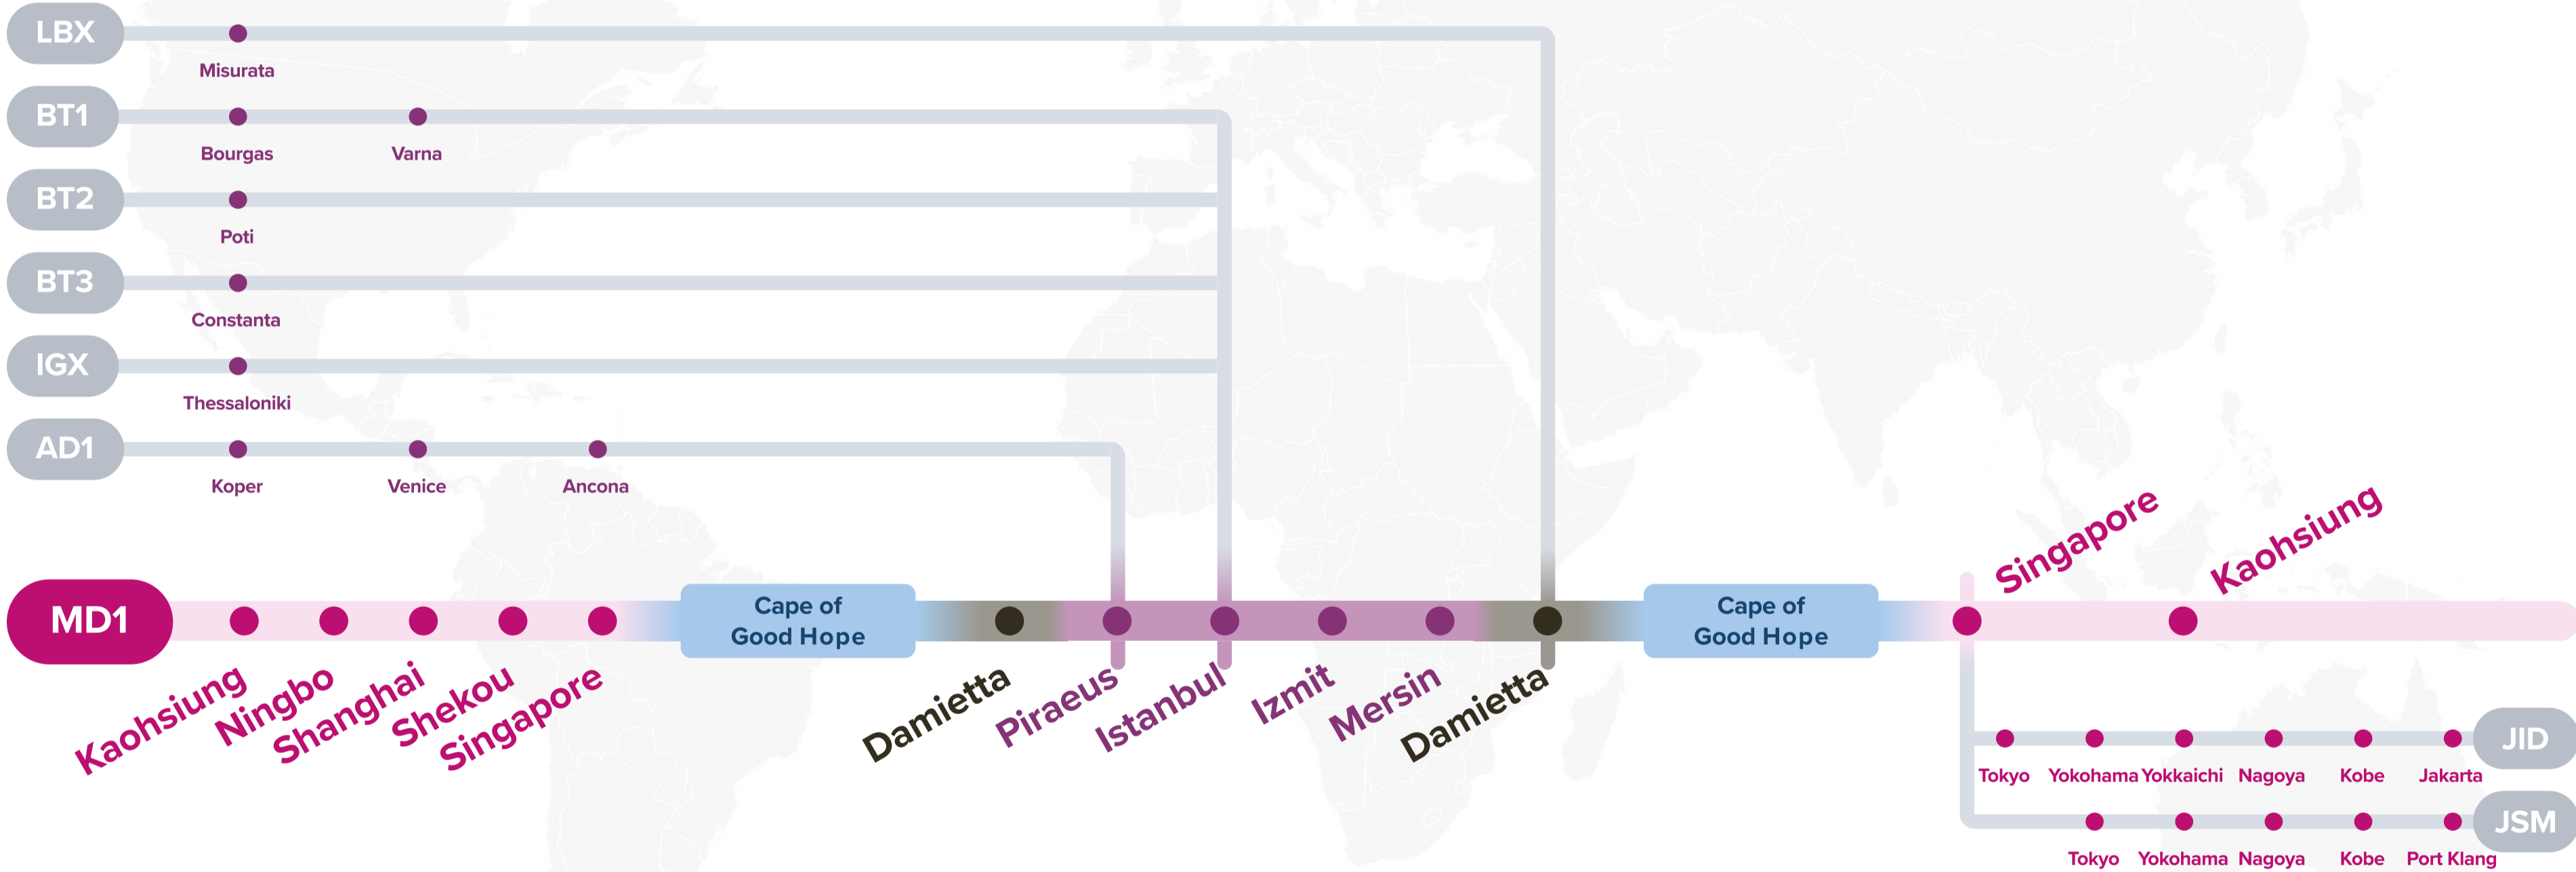 LBX
Misurata
BT1
Bourgas
Varna
BT2
Poti
BT3
Constanta
IGX
Thessaloniki
AD1
Koper
Venice
Ancona
MD1
Kaohsiung
Ningbo
Shanghai
Shekou
Singapore
Cape of
Good Hope
Damietta
Piraeus
Istanbul
Izmit
Mersin
Damietta
Cape of
Good Hope
Singapore
Kaohsiung
Tokyo
Yokohama
Yokkaichi
Nagoya
Kobe
Jakarta
JID
Tokyo
Yokohama
Nagoya
Kobe
Port Klang
JSM